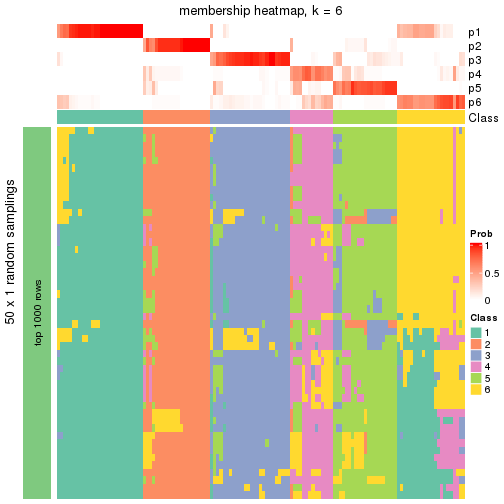 membership heatmap, k = 6
p1
p2
p3
p4
p5
p6
Class
50 x 1 random samplings
top 1000 rows
Prob
1
0.5
0
Class
1
2
3
4
5
6